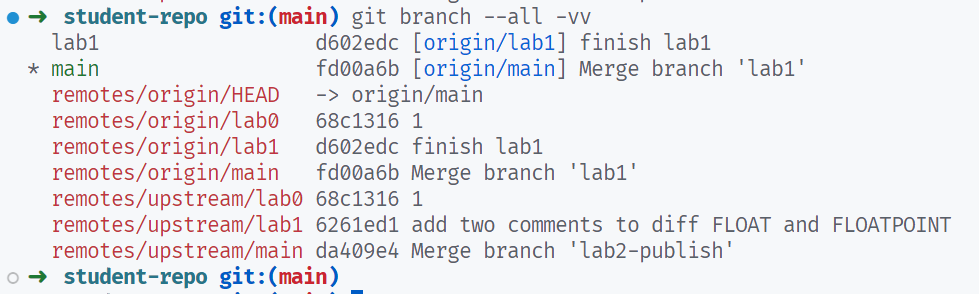 ➜ student-repo git:(main) git branch --all -vv
lab1 d602edc [origin/lab1] finish lab1
* main fd00a6b [origin/main] Merge branch 'lab1'
remotes/origin/HEAD -> origin/main
remotes/origin/lab0 68c1316 1
remotes/origin/lab1 d602edc finish lab1
remotes/origin/main fd00a6b Merge branch 'lab1'
remotes/upstream/lab0 68c1316 1
remotes/upstream/lab1 6261ed1 add two comments to diff FLOAT and FLOATPOINT
remotes/upstream/main da409e4 Merge branch 'lab2-publish'
➜ student-repo git:(main)